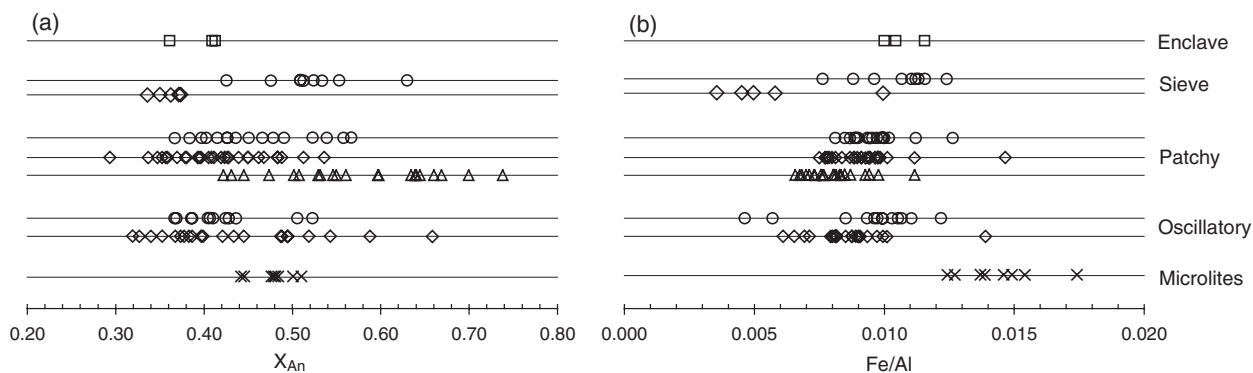 (a)
(b)
Enclave
Sieve
Patchy
Oscillatory
Microlites
0.20 0.30 0.40 0.50 0.60 0.70 0.80
X_An
0.000 0.005 0.010 0.015 0.020
Fe/Al